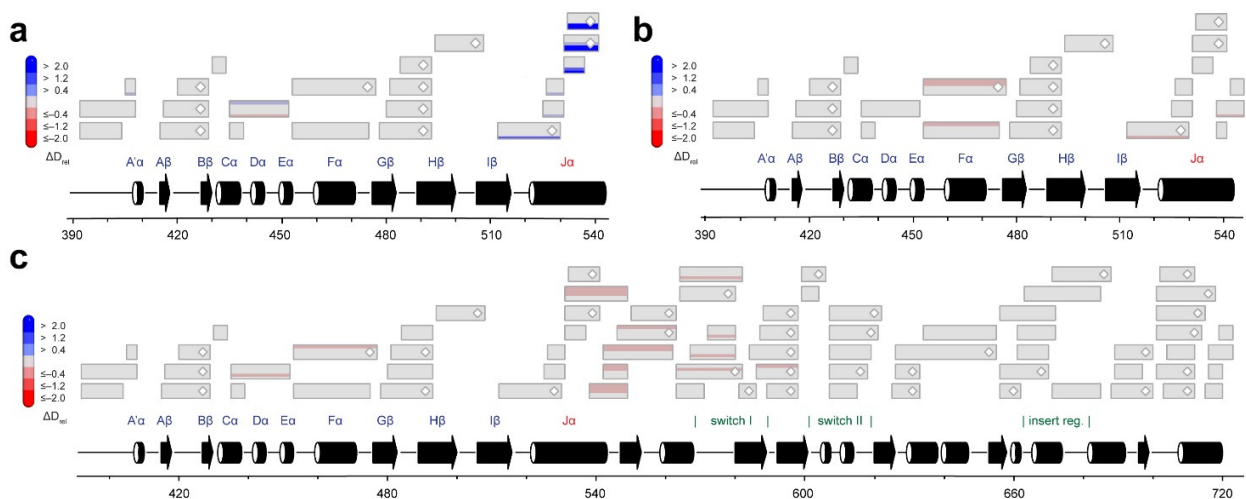 a
> 2.0
> 1.2
> 0.4
≤–0.4
≤–1.2
≤–2.0
ΔDrel
A'α Aβ Bβ Cα Dα Eα Fα Gβ Hβ Iβ Jα
390 420 450 480 510 540
b
> 2.0
> 1.2
> 0.4
≤–0.4
≤–1.2
≤–2.0
ΔDrel
A'α Aβ Bβ Cα Dα Eα Fα Gβ Hβ Iβ Jα
390 420 450 480 510 540
c
> 2.0
> 1.2
> 0.4
≤–0.4
≤–1.2
≤–2.0
ΔDrel
A'α Aβ Bβ Cα Dα Eα Fα Gβ Hβ Iβ Jα | switch I | | switch II | | insert reg. |
420 480 540 600 660 720